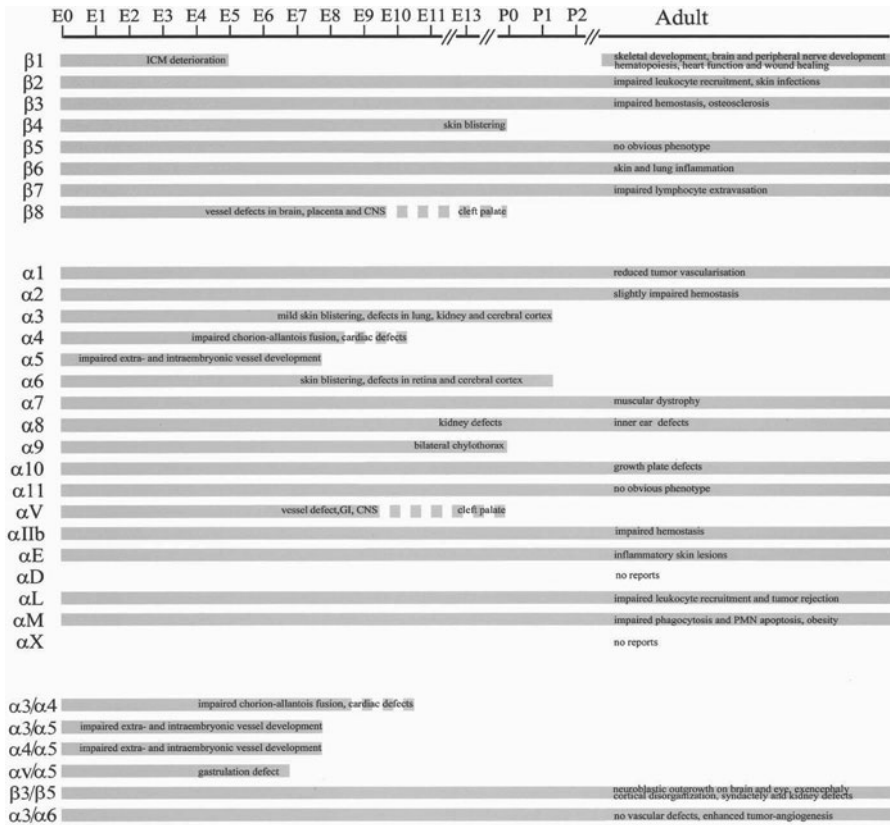 E0 E1 E2 E3 E4 E5 E6 E7 E8 E9 E10 E11 E13 P0 P1 P2 Adult
β1 ICM deterioration skeletal development, brain and peripheral nerve development
hematopoiesis, heart function and wound healing
β2 impaired leukocyte recruitment, skin infections
β3 impaired hemostasis, osteosclerosis
β4 skin blistering
β5 no obvious phenotype
β6 skin and lung inflammation
β7 impaired lymphocyte extravasation
β8 vessel defects in brain, placenta and CNS cleft palate
α1 reduced tumor vascularisation
α2 slightly impaired hemostasis
α3 mild skin blistering, defects in lung, kidney and cerebral cortex
α4 impaired chorion-allantois fusion, cardiac defects
α5 impaired extra- and intraembryonic vessel development
α6 skin blistering, defects in retina and cerebral cortex
α7 muscular dystrophy
α8 kidney defects inner ear defects
α9 bilateral chylothorax
α10 growth plate defects
α11 no obvious phenotype
αV vessel defect,GI, CNS cleft palate
αIIb impaired hemostasis
αE inflammatory skin lesions
αD no reports
αL impaired leukocyte recruitment and tumor rejection
αM impaired phagocytosis and PMN apoptosis, obesity
αX no reports
α3/α4 impaired chorion-allantois fusion, cardiac defects
α3/α5 impaired extra- and intraembryonic vessel development
α4/α5 impaired extra- and intraembryonic vessel development
αv/α5 gastrulation defect
β3/β5 neuroblastic outgrowth on brain and eye, exencephaly
cortical disorganization, syndactely and kidney defects
α3/α6 no vascular defects, enhanced tumor-angiogenesis